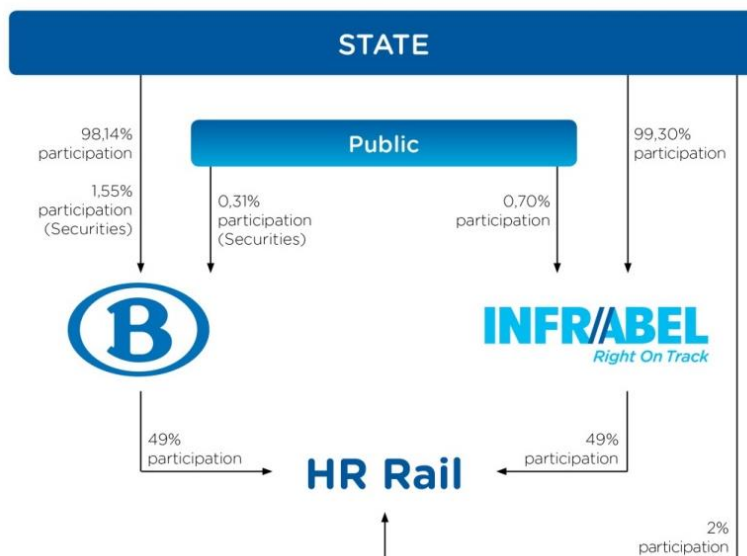 STATE
98,14%
participation
1,55%
participation
(Securities)
Public
99,30%
participation
0,31%
participation
(Securities)
0,70%
participation
B
INFRABEL
Right On Track
49%
participation
HR Rail
49%
participation
2%
participation